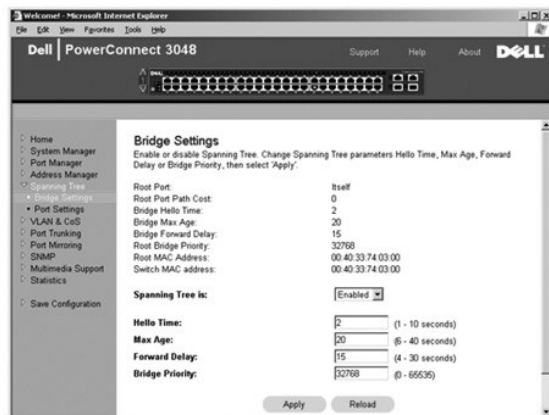 Welcome! - Microsoft Internet Explorer
File Edit View Favorites Tools Help
Dell | PowerConnect 3048
Support Help About DELL
Home
System Manager
Port Manager
Address Manager
Spanning Tree
Bridge Settings
Port Settings
VLAN & CoS
Port Trunking
Port Mirroring
SNMP
Multimedia Support
Statistics
Save Configuration
Bridge Settings
Enable or disable Spanning Tree. Change Spanning Tree parameters Hello Time, Max Age, Forward
Delay or Bridge Priority, then select 'Apply'.
Root Port: Itself
Root Port Path Cost: 0
Bridge Hello Time: 2
Bridge Max Age: 20
Bridge Forward Delay: 15
Root Bridge Priority: 32768
Root MAC Address: 00:40:33:74:03:00
Switch MAC address: 00:40:33:74:03:00
Spanning Tree is: Enabled
Hello Time: 2 (1 - 10 seconds)
Max Age: 20 (6 - 40 seconds)
Forward Delay: 15 (4 - 30 seconds)
Bridge Priority: 32768 (0 - 65535)
Apply Reload